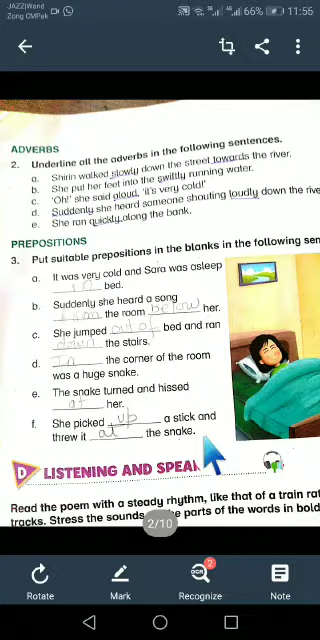 JAZZ|Warid
Zong CMPak
66% 11:55
ADVERBS
2. Underline all the adverbs in the following sentences.
a. Shirin walked slowly down the street towards the river.
b. She put her feet into the swiftly running water.
c. 'Oh!' she said aloud, 'it's very cold!'
d. Suddenly she heard someone shouting loudly down the rive
e. She ran quickly along the bank.
PREPOSITIONS
3. Put suitable prepositions in the blanks in the following sen
a. It was very cold and Sara was asleep
in bed.
b. Suddenly she heard a song
from the room below her.
c. She jumped out of bed and ran
down the stairs.
d. In the corner of the room
was a huge snake.
e. The snake turned and hissed
at her.
f. She picked up a stick and
threw it at the snake.
D LISTENING AND SPEA
Read the poem with a steady rhythm, like that of a train ra
tracks. Stress the sounds parts of the words in bold
2/10
OCR 2
Rotate Mark Recognize Note